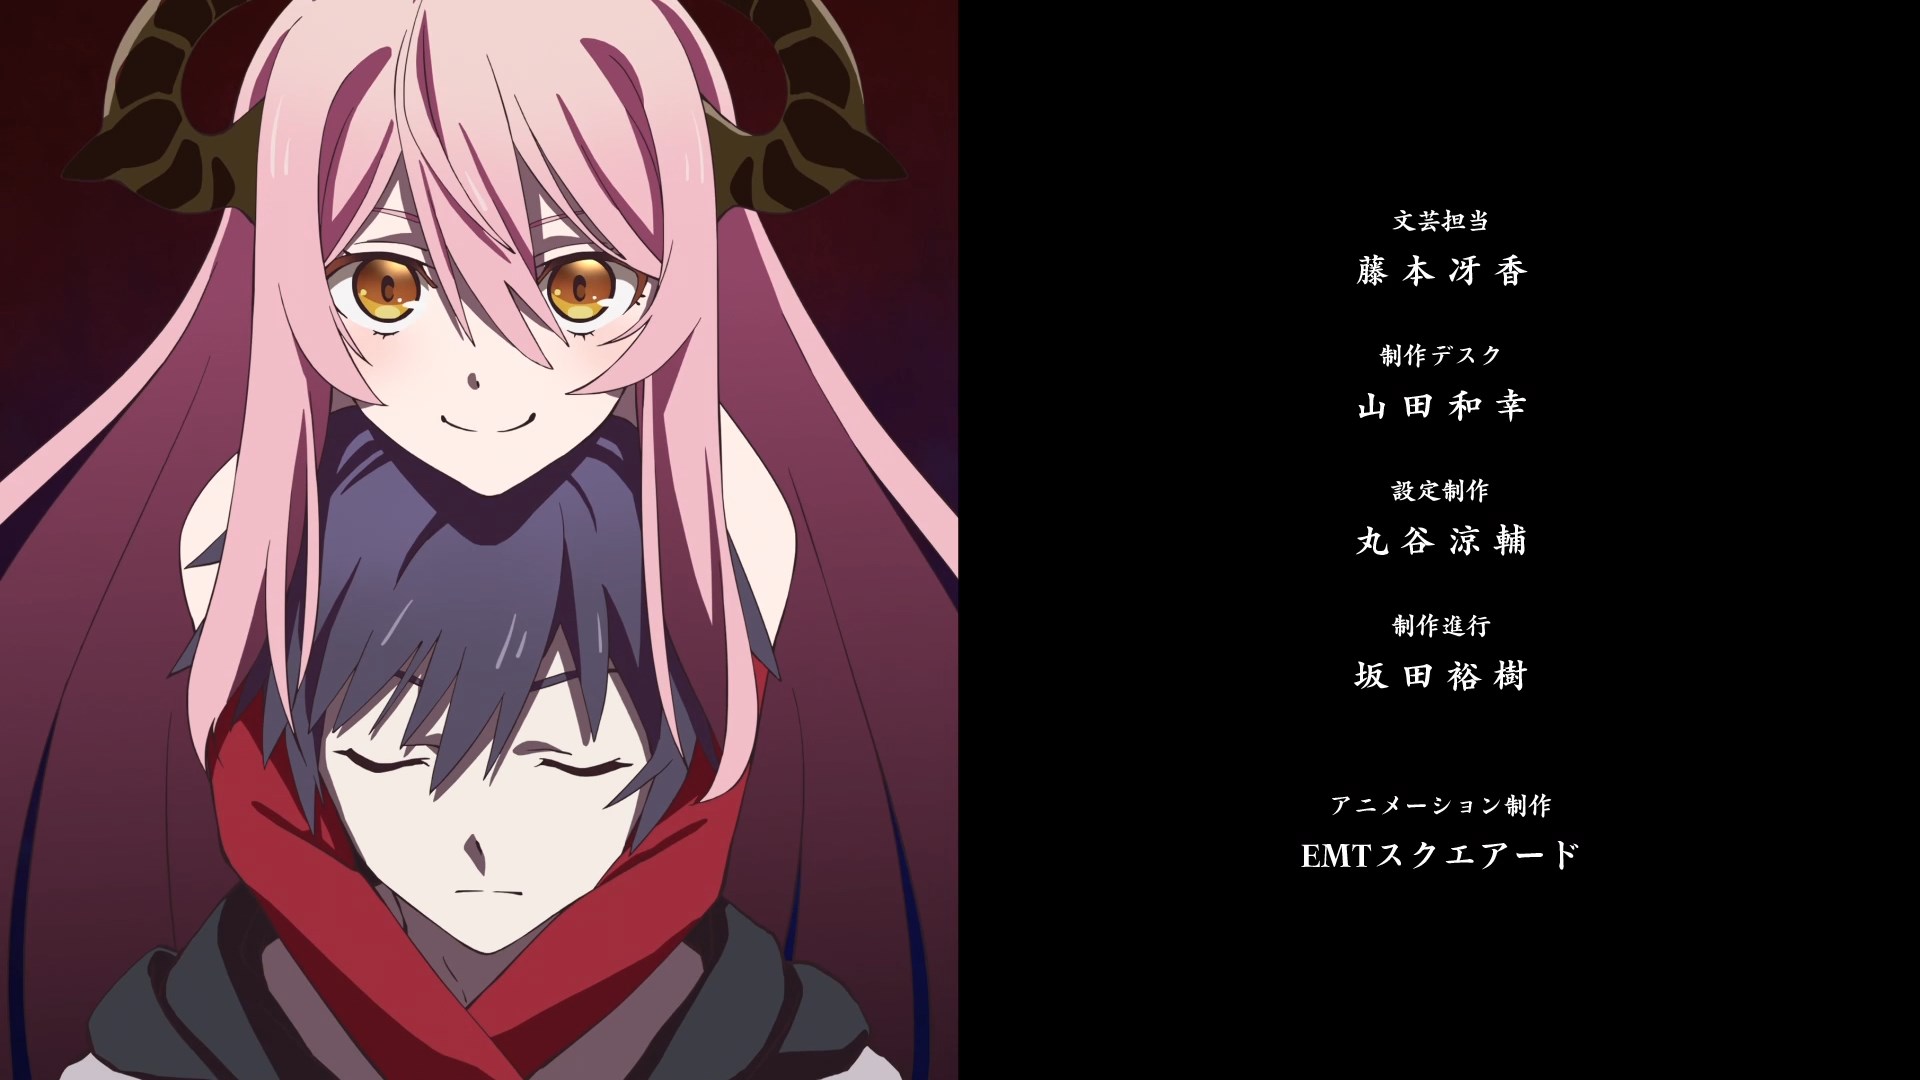 文芸担当
藤本冴香
制作デスク
山田和幸
設定制作
丸谷涼輔
制作進行
坂田裕樹
アニメーション制作
EMTスクエアード